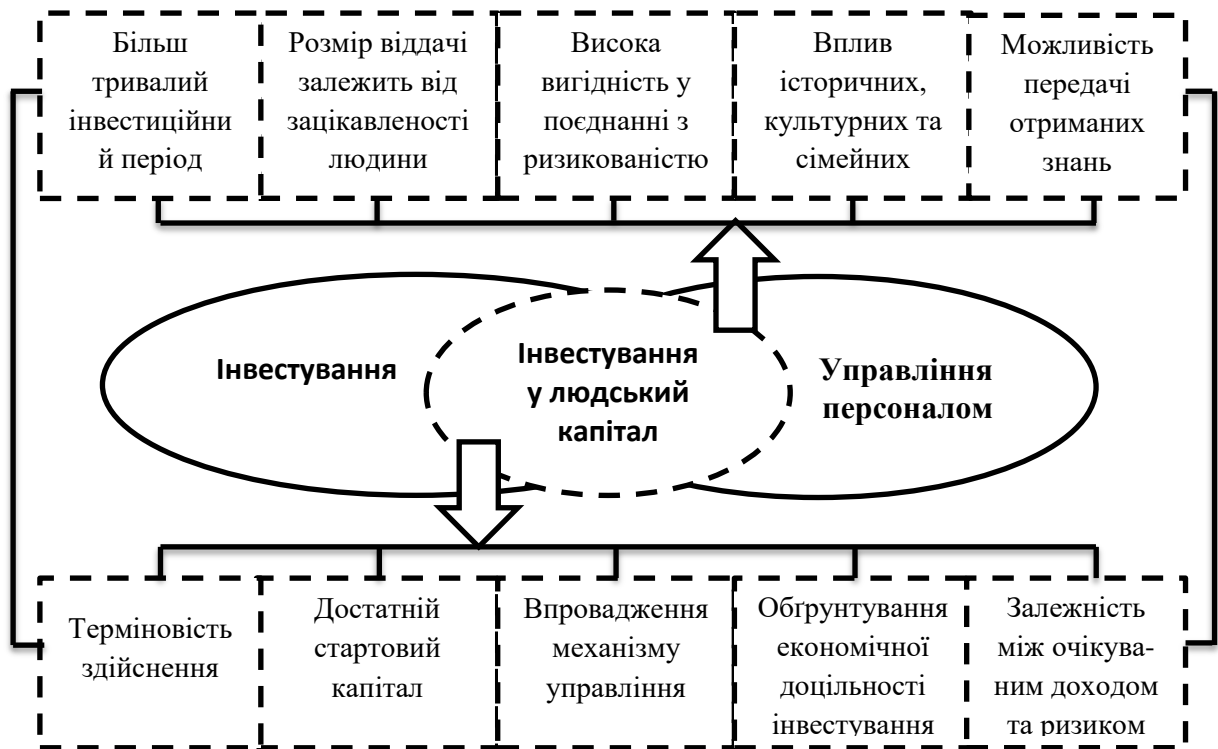 Більш
тривалий
інвестиційни
й період
Розмір віддачі
залежить від
зацікавленості
людини
Висока
вигідність у
поєднанні з
ризикованістю
Вплив
історичних,
культурних та
сімейних
Можливість
передачі
отриманих
знань
Інвестування
Інвестування
у людський
капітал
Управління
персоналом
Терміновість
здійснення
Достатній
стартовий
капітал
Впровадження
механізму
управління
Обґрунтування
економічної
доцільності
інвестування
Залежність
між очікува-
ним доходом
та ризиком